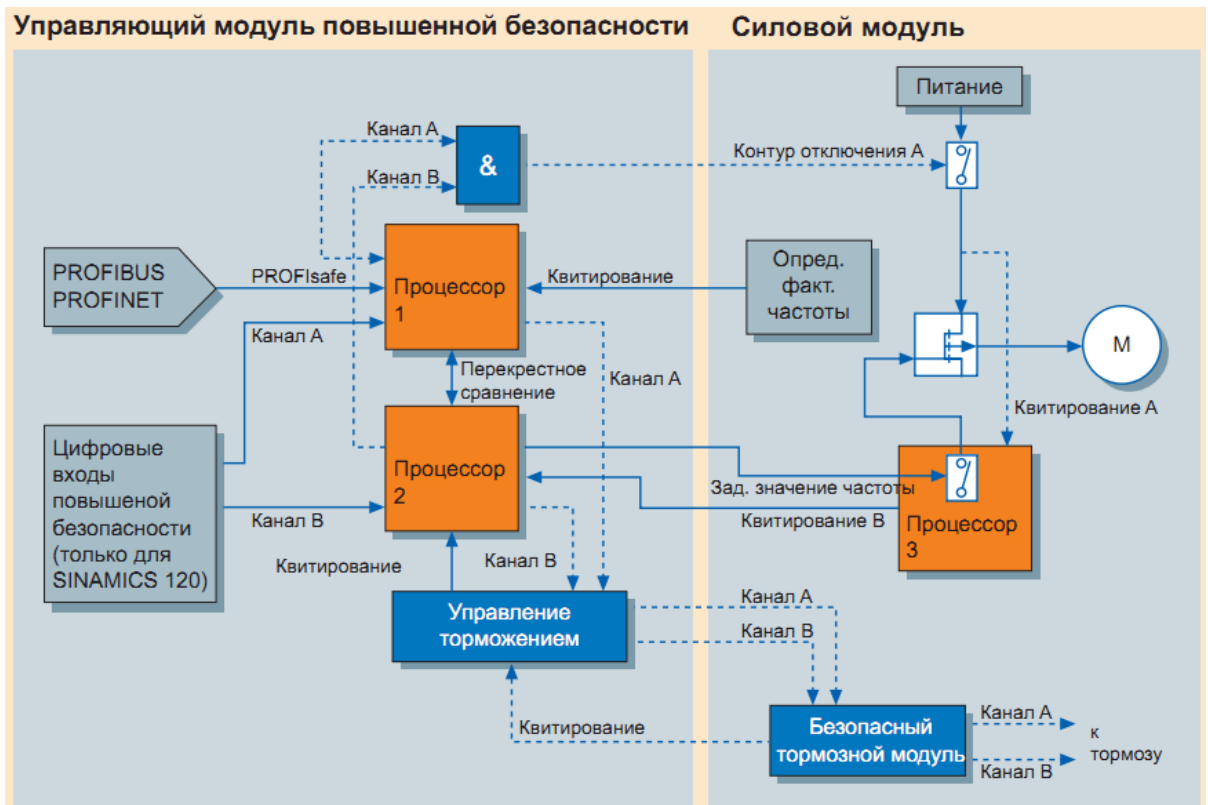 Управляющий модуль повышенной безопасности
Силовой модуль
Питание
Канал A
&
Контур отключения A
Канал B
PROFIBUS
PROFINET
PROFIsafe
Процессор
1
Квитирование
Опред.
факт.
частоты
Канал A
M
Перекрестное
сравнение
Канал A
Квитирование A
Цифровые
входы
повышеной
безопасности
(только для
SINAMICS 120)
Процессор
2
Канал B
Зад. значение частоты
Квитирование B
Процессор
3
Квитирование
Канал B
Управление
торможением
Канал A
Канал B
Квитирование
Безопасный
тормозной модуль
Канал A
Канал B
к
тормозу